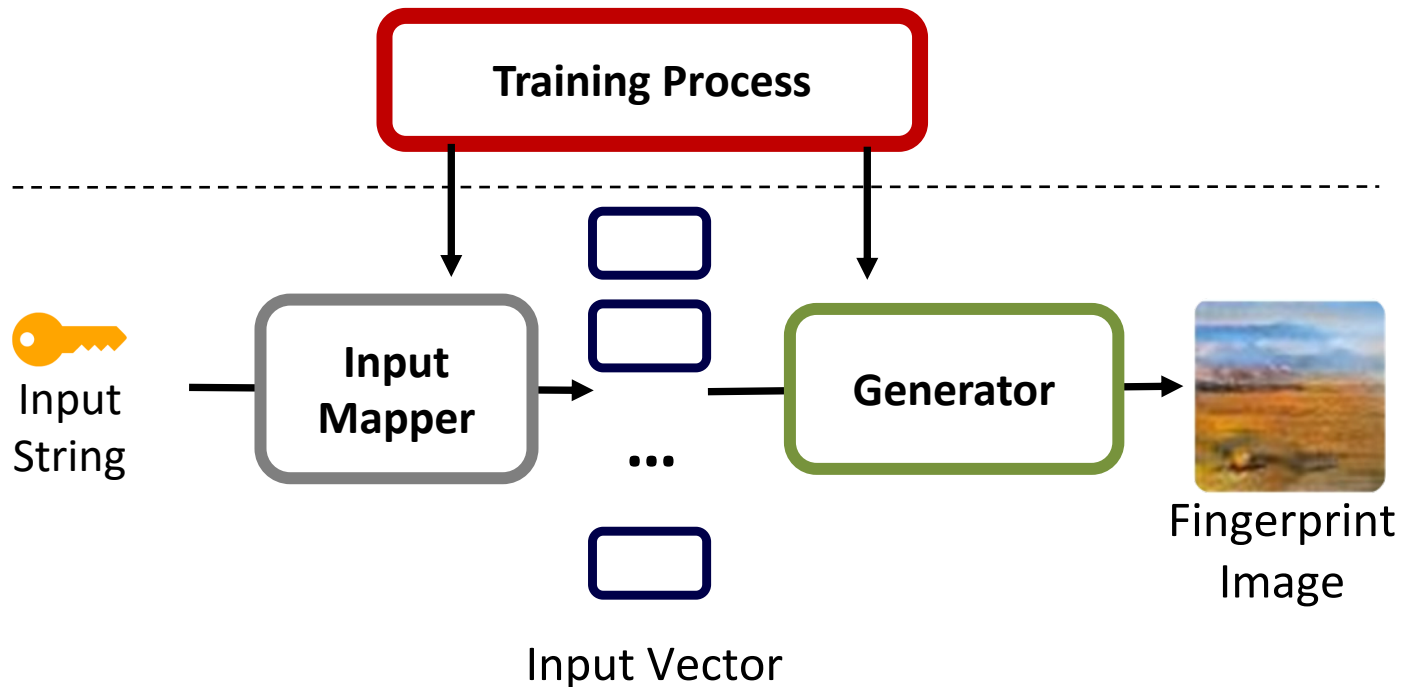 Training Process
Input
String
Input
Mapper
...
Input Vector
Generator
Fingerprint
Image